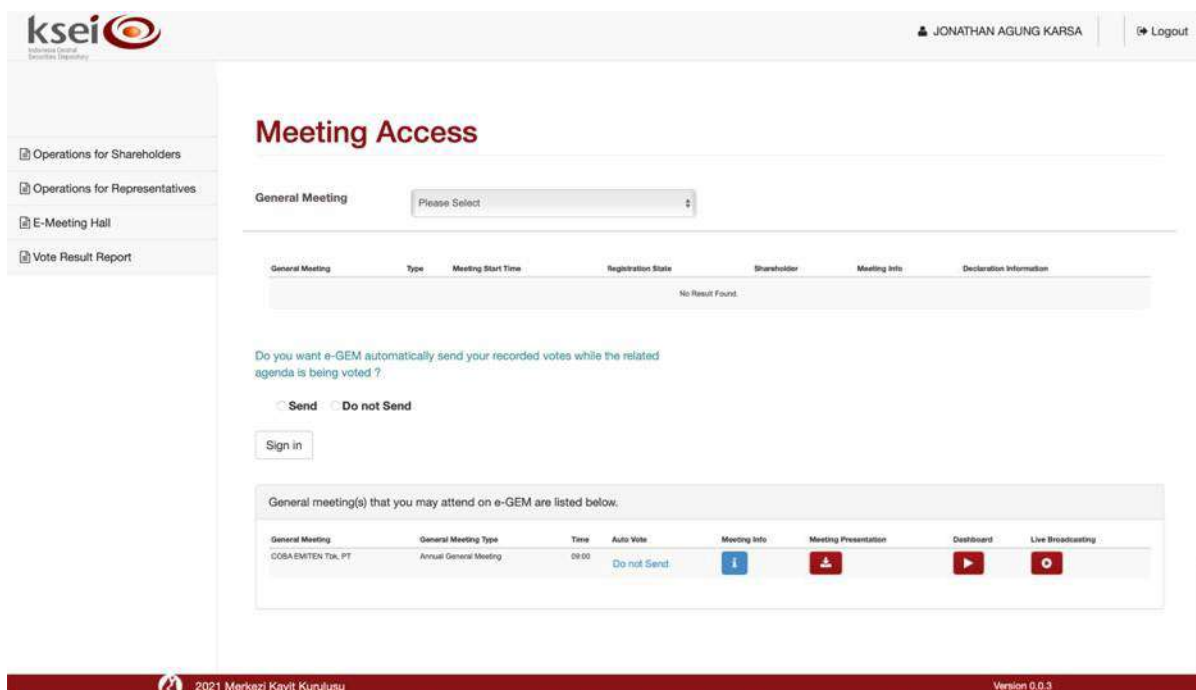 ksei
Indonesia Central
Securities Depository
JONATHAN AGUNG KARSA
Logout
Meeting Access
Operations for Shareholders
Operations for Representatives
E-Meeting Hall
Vote Result Report
General Meeting
Please Select
General Meeting Type Meeting Start Time Registration State Shareholder Meeting Info Declaration Information
No Result Found.
Do you want e-GEM automatically send your recorded votes while the related
agenda is being voted ?
Send Do not Send
Sign in
General meeting(s) that you may attend on e-GEM are listed below.
General Meeting General Meeting Type Time Auto Vote Meeting Info Meeting Presentation Dashboard Live Broadcasting
COBA EMITEN Tbk, PT Annual General Meeting 09:00 Do not Send
2021 Merkezi Kayit Kurulusu
Version 0.0.3